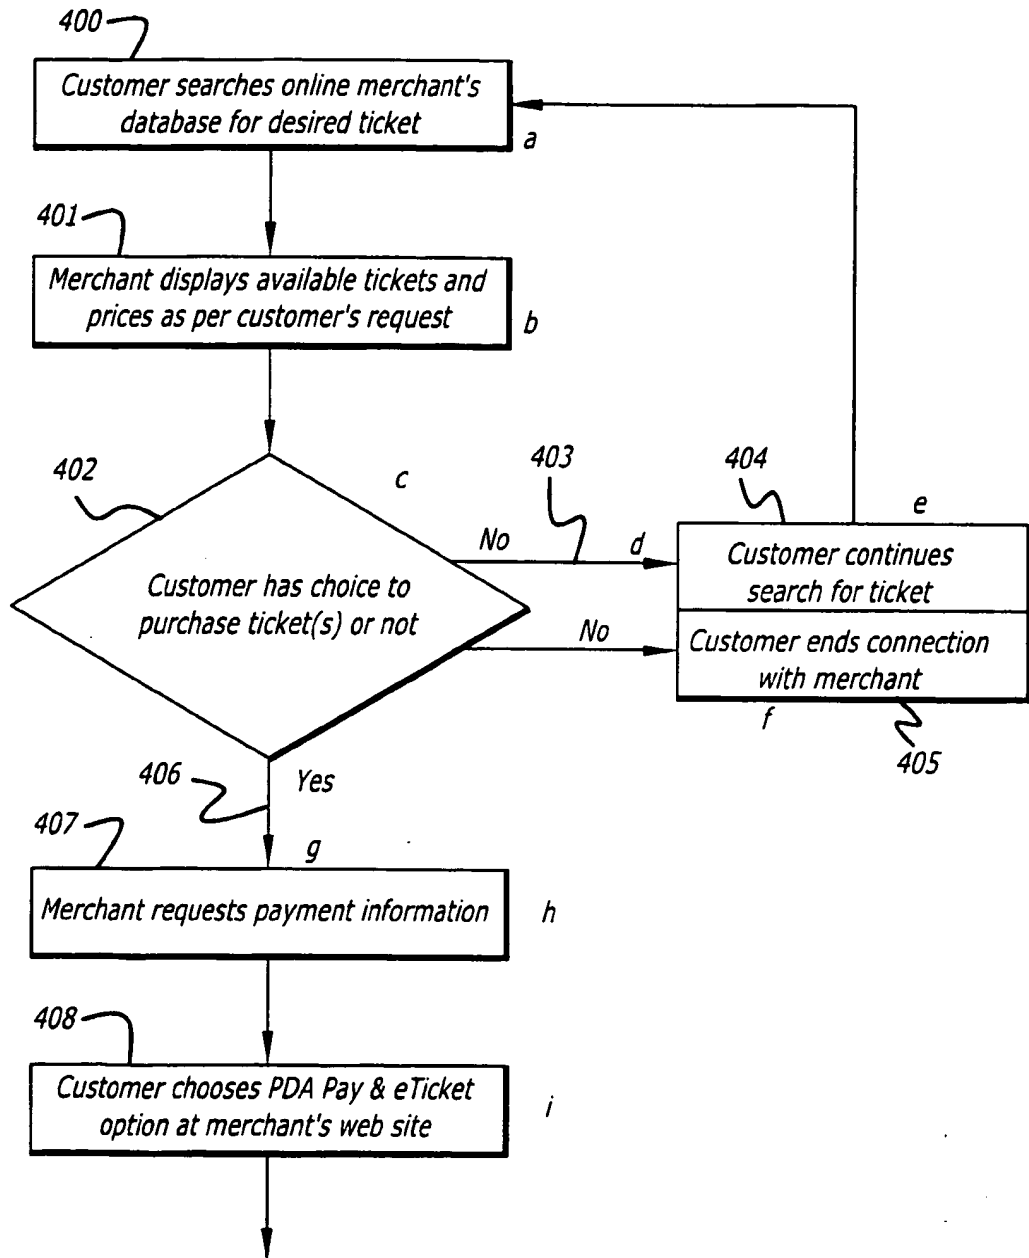 400
Customer searches online merchant's
database for desired ticket
a
401
Merchant displays available tickets and
prices as per customer's request
b
402
c
403
404
e
No
d
Customer continues
search for ticket
Customer has choice to
purchase ticket(s) or not
No
Customer ends connection
with merchant
f
405
406
Yes
407
g
Merchant requests payment information
h
408
Customer chooses PDA Pay & eTicket
option at merchant's web site
i